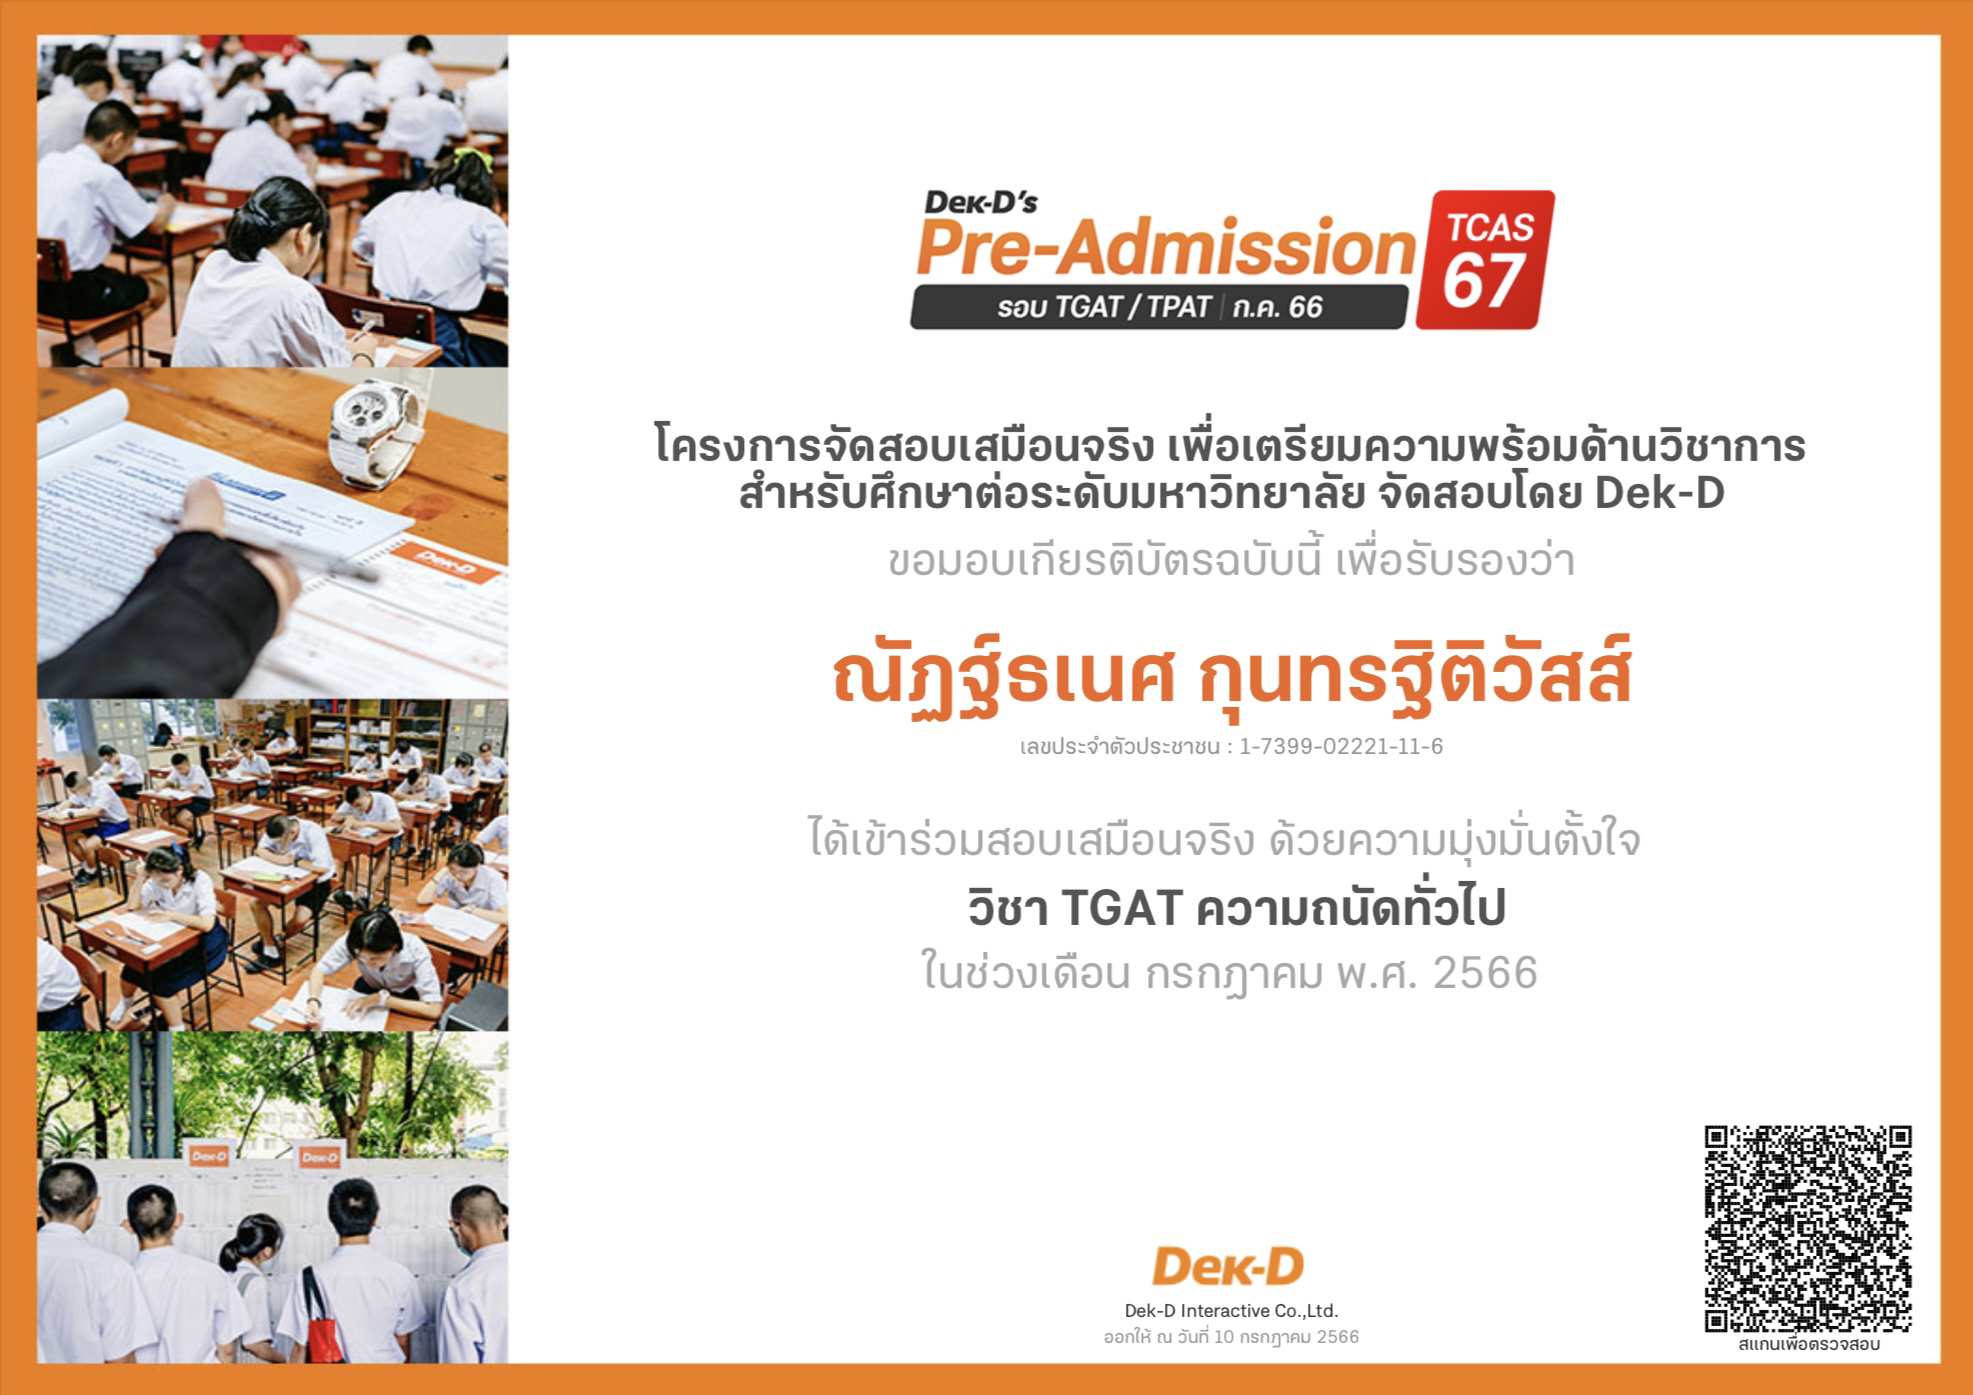 Dek-D's
Pre-Admission
TCAS
67
รอบ TGAT / TPAT | ก.ค. 66
โครงการจัดสอบเสมือนจริง เพื่อเตรียมความพร้อมด้านวิชาการ
สำหรับศึกษาต่อระดับมหาวิทยาลัย จัดสอบโดย Dek-D
ขอมอบเกียรติบัตรฉบับนี้ เพื่อรับรองว่า
ณัฏฐ์ธเนศ กุนทรฐิติวัสส์
เลขประจำตัวประชาชน : 1-7399-02221-11-6
ได้เข้าร่วมสอบเสมือนจริง ด้วยความมุ่งมั่นตั้งใจ
วิชา TGAT ความถนัดทั่วไป
ในช่วงเดือน กรกฎาคม พ.ศ. 2566
Dek-D
Dek-D
Dek-D
Dek-D
Dek-D Interactive Co.,Ltd.
ออกให้ ณ วันที่ 10 กรกฎาคม 2566
สแกนเพื่อตรวจสอบ